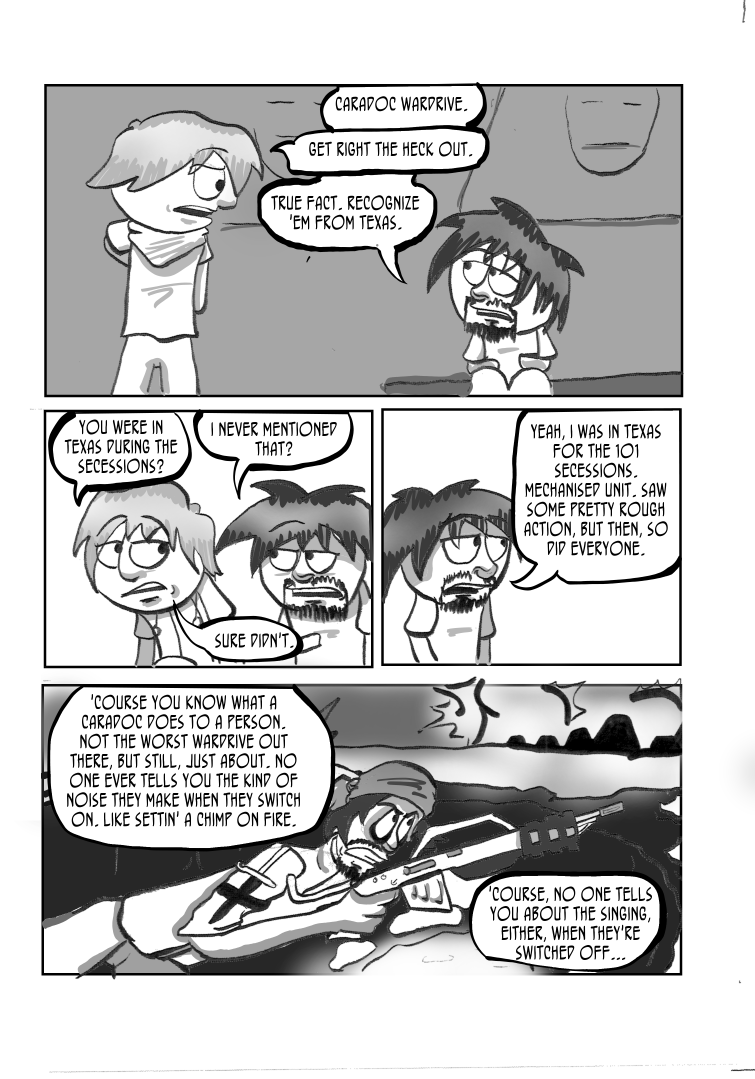 CARADOC WARDRIVE.
GET RIGHT THE HECK OUT.
TRUE FACT. RECOGNIZE
'EM FROM TEXAS.
YOU WERE IN
TEXAS DURING THE
SECESSIONS?
I NEVER MENTIONED
THAT?
SURE DIDN'T.
YEAH, I WAS IN TEXAS
FOR THE 101
SECESSIONS.
MECHANISED UNIT. SAW
SOME PRETTY ROUGH
ACTION, BUT THEN, SO
DID EVERYONE.
'COURSE YOU KNOW WHAT A
CARADOC DOES TO A PERSON.
NOT THE WORST WARDRIVE OUT
THERE, BUT STILL, JUST ABOUT. NO
ONE EVER TELLS YOU THE KIND OF
NOISE THEY MAKE WHEN THEY SWITCH
ON. LIKE SETTIN' A CHIMP ON FIRE.
'COURSE, NO ONE TELLS
YOU ABOUT THE SINGING,
EITHER, WHEN THEY'RE
SWITCHED OFF...